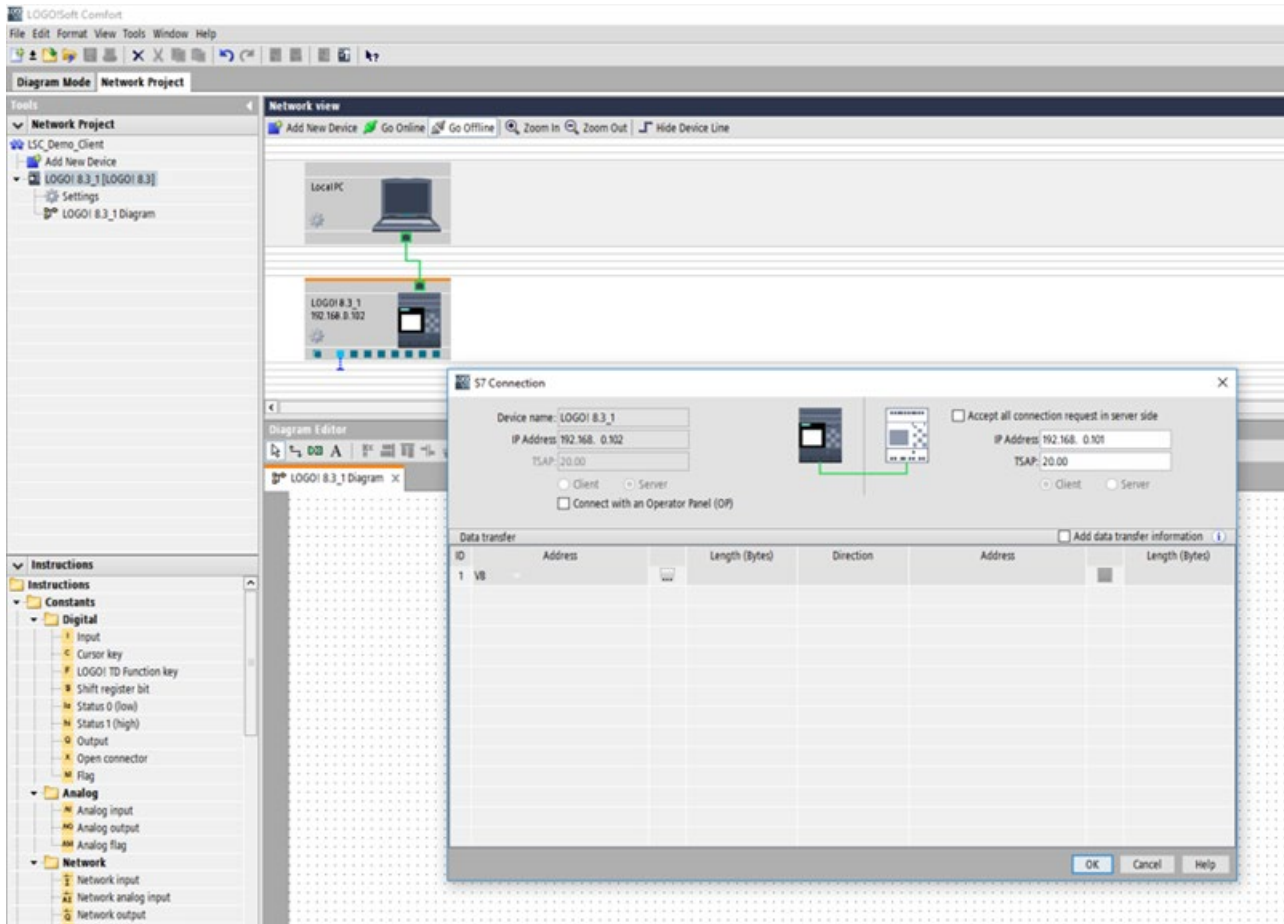 LOGO!Soft Comfort
File Edit Format View Tools Window Help
Diagram Mode Network Project
Tools
Network Project
LSC_Demo_Client
Add New Device
LOGO! 8.3_1 [LOGO! 8.3]
Settings
LOGO! 8.3_1 Diagram
Network view
Add New Device Go Online Go Offline Zoom In Zoom Out Hide Device Line
Local PC
LOGO! 8.3_1
192.168.0.102
Diagram Editor
A
LOGO! 8.3_1 Diagram
S7 Connection
Device name: LOGO! 8.3_1
IP Address: 192.168. 0.102
TSAP: 20.00
Client Server
Connect with an Operator Panel (OP)
Accept all connection request in server side
IP Address: 192.168. 0.101
TSAP: 20.00
Client Server
Data transfer Add data transfer information
ID Address Length (Bytes) Direction Address Length (Bytes)
1 VB
OK Cancel Help
Instructions
Instructions
Constants
Digital
I Input
C Cursor key
F LOGO! TD Function key
S Shift register bit
lo Status 0 (low)
hi Status 1 (high)
Q Output
X Open connector
M Flag
Analog
AI Analog input
AQ Analog output
AM Analog flag
Network
Network input
Network analog input
Network output